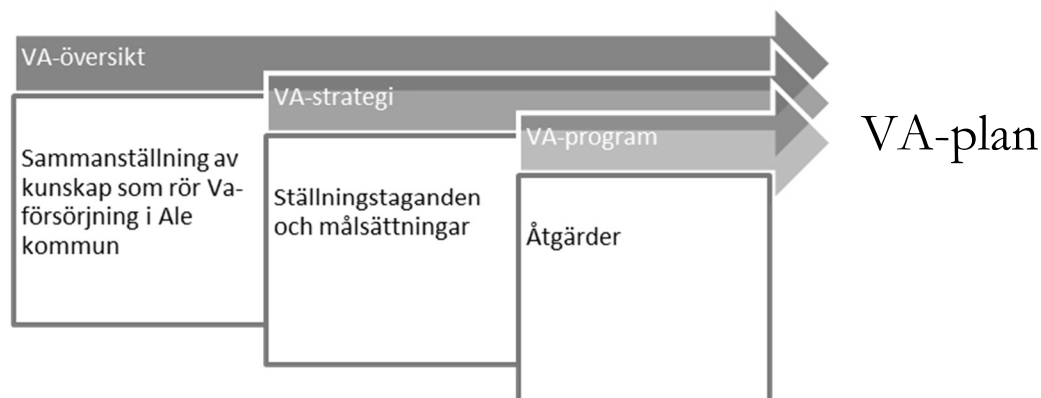 VA-översikt
Sammanställning av
kunskap som rör Va-
försörjning i Ale
kommun
VA-strategi
Ställningstaganden
och målsättningar
VA-program
Åtgärder
VA-plan